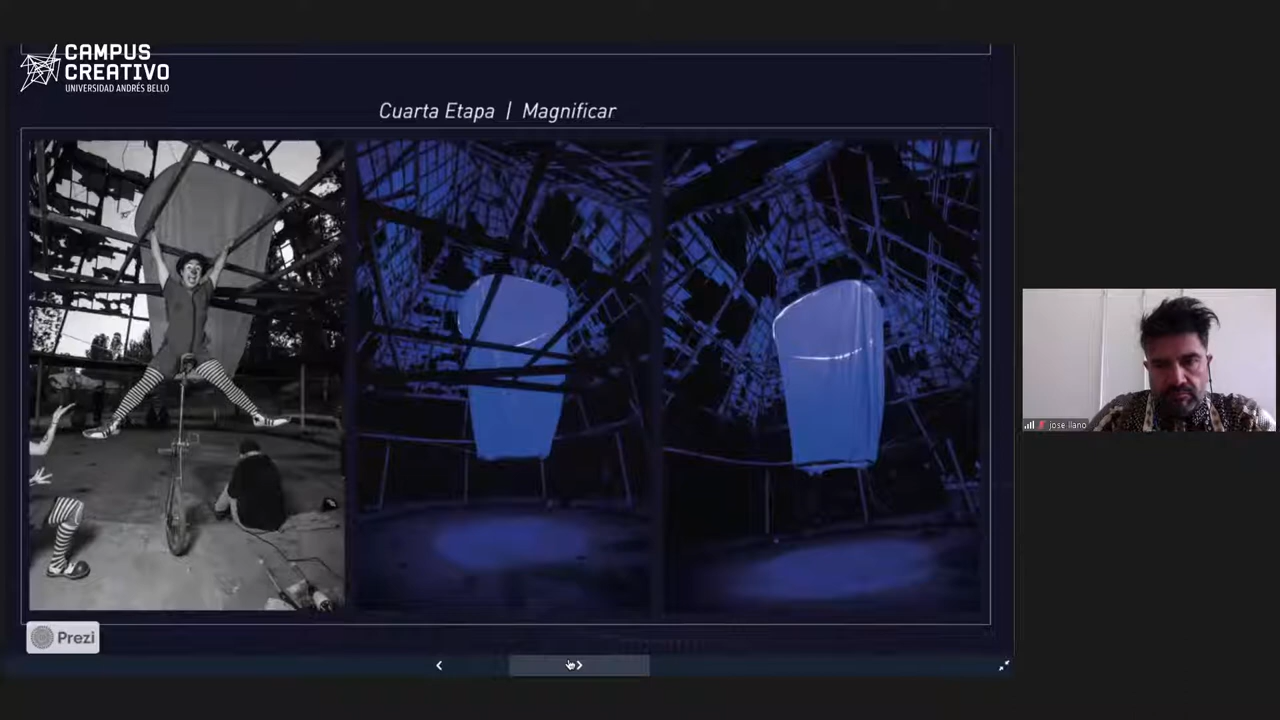 CAMPUS
CREATIVO
UNIVERSIDAD ANDRÉS BELLO
Cuarta Etapa | Magnificar
jose llano
Prezi